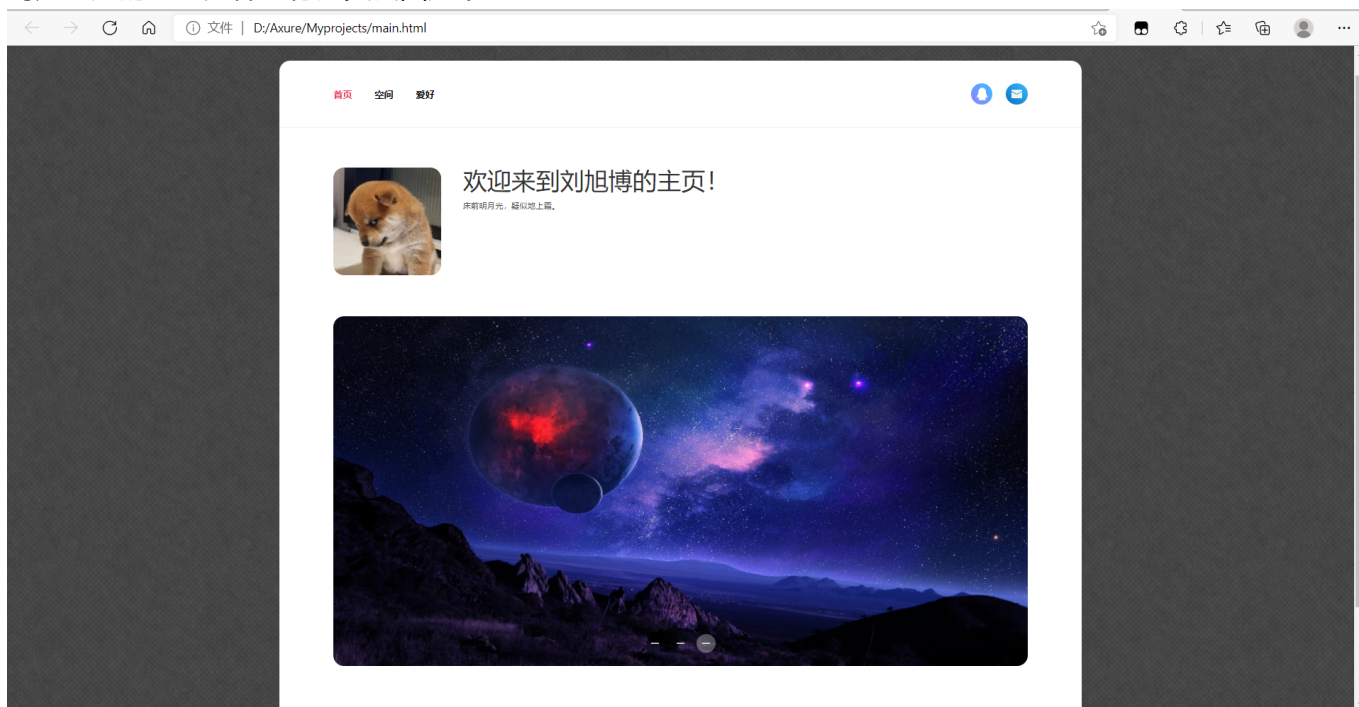 文件 | D:/Axure/Myprojects/main.html
首页 空间 爱好
欢迎来到刘旭博的主页！
床前明月光，疑似地上霜。